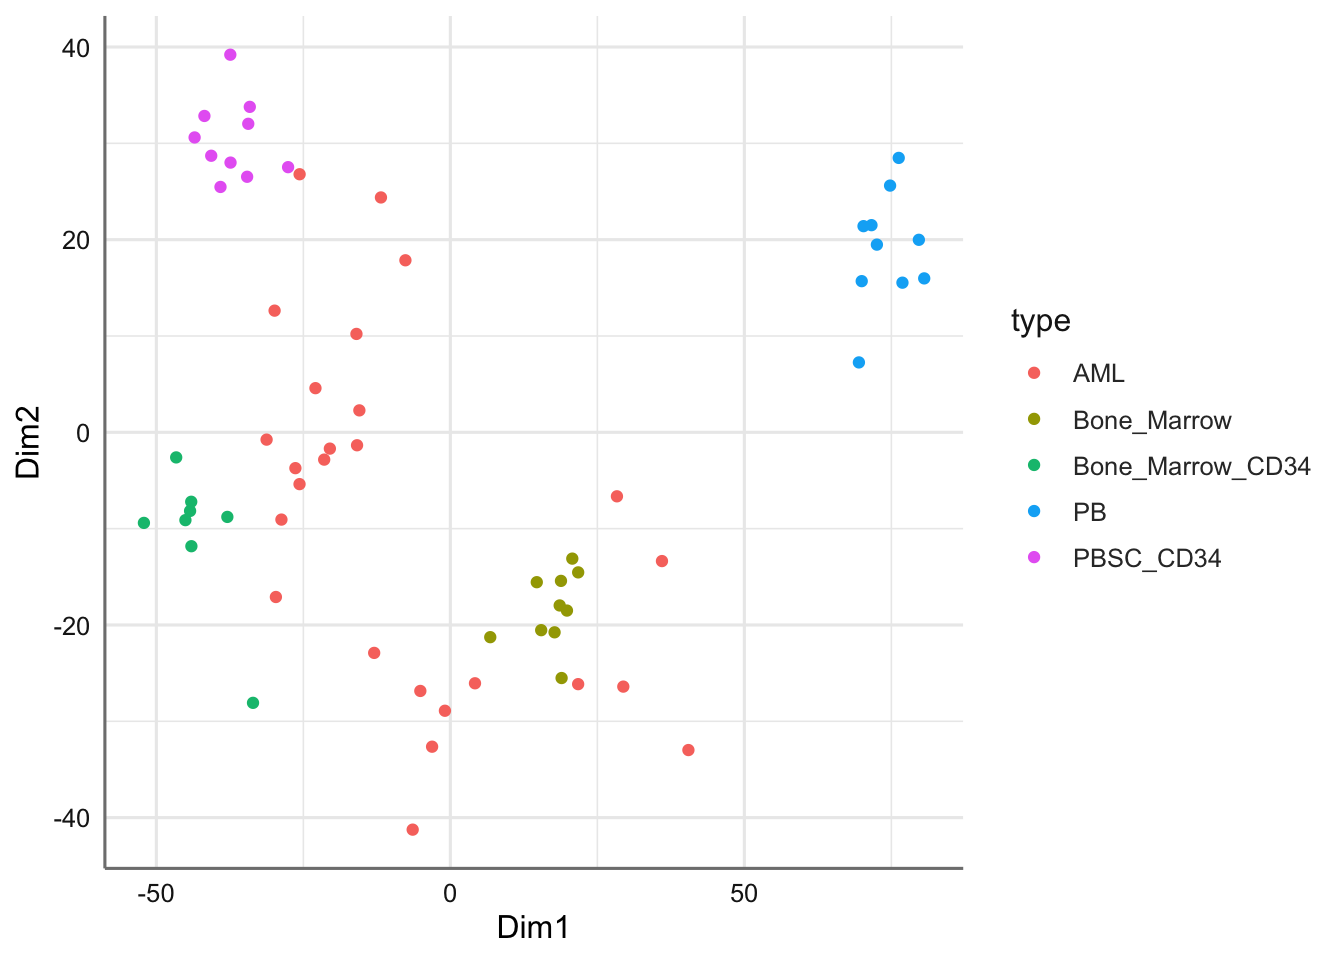 40
20
0
-20
-40
Dim2
-50 0 50
Dim1
type
AML
Bone_Marrow
Bone_Marrow_CD34
PB
PBSC_CD34